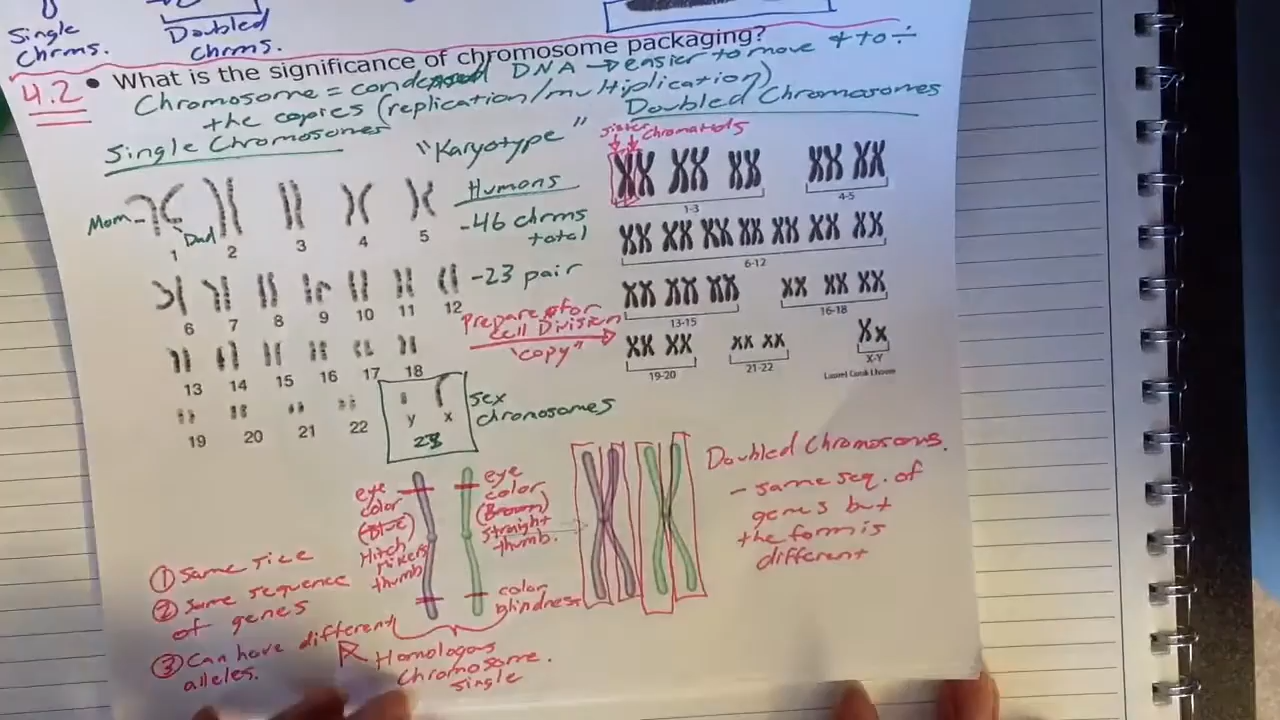 Single
Chrms.
Doubled
chrms.
4.2 • What is the significance of chromosome packaging?
Chromosome = condensed DNA → easier to move & to ÷
the copies (replication/multiplication)
Single Chromosomes
"Karyotype"
Doubled Chromosomes
Sister Chromatids
Mom
Dad
1 2 3 4 5
Humans
-46 chrms
total
-23 pair
6 7 8 9 10 11 12
13 14 15 16 17 18
19 20 21 22
y x
23
sex
chronosomes
Prepare for
Cell Division
"copy"
1-3 4-5
6-12
13-15 16-18
19-20 21-22 X-Y
eye
color
Hitch
Hikers
thumb
eye
color
(Brown)
straight
thumb.
color
blindness
Doubled Chromosoms.
- same seq. of
genes but
the form is
different
① Same size
② Same sequence
of genes
③ Can have different
alleles.
Homologous
Chromosome.
single